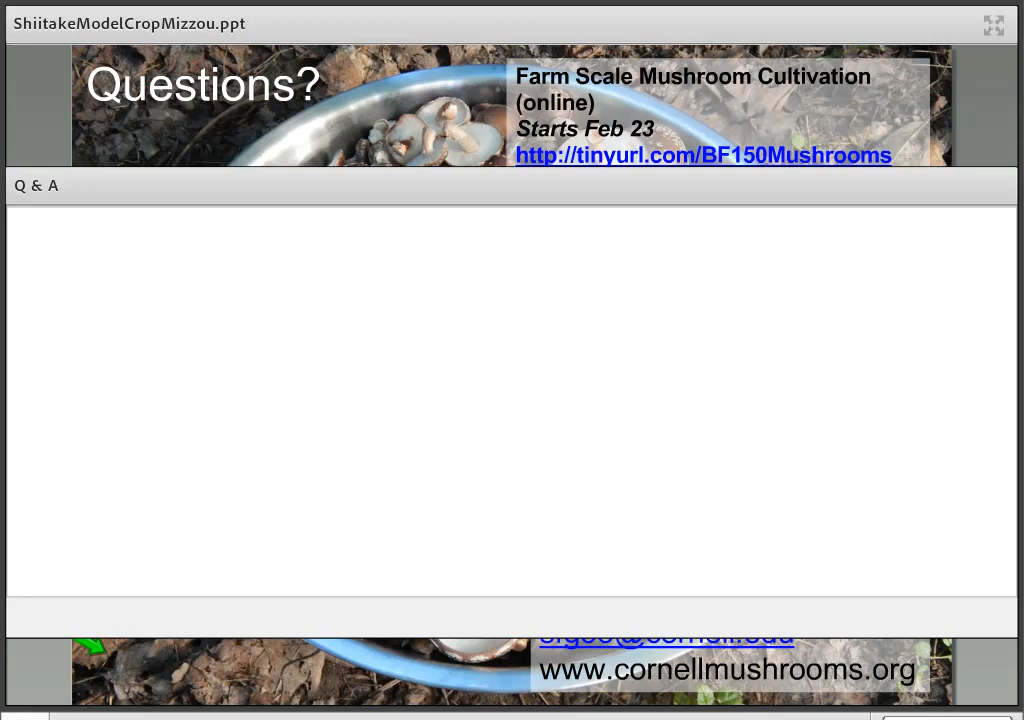 ShiitakeModelCropMizzou.ppt
Questions?
Farm Scale Mushroom Cultivation
(online)
Starts Feb 23
http://tinyurl.com/BF150Mushrooms
Q & A
www.cornellmushrooms.org